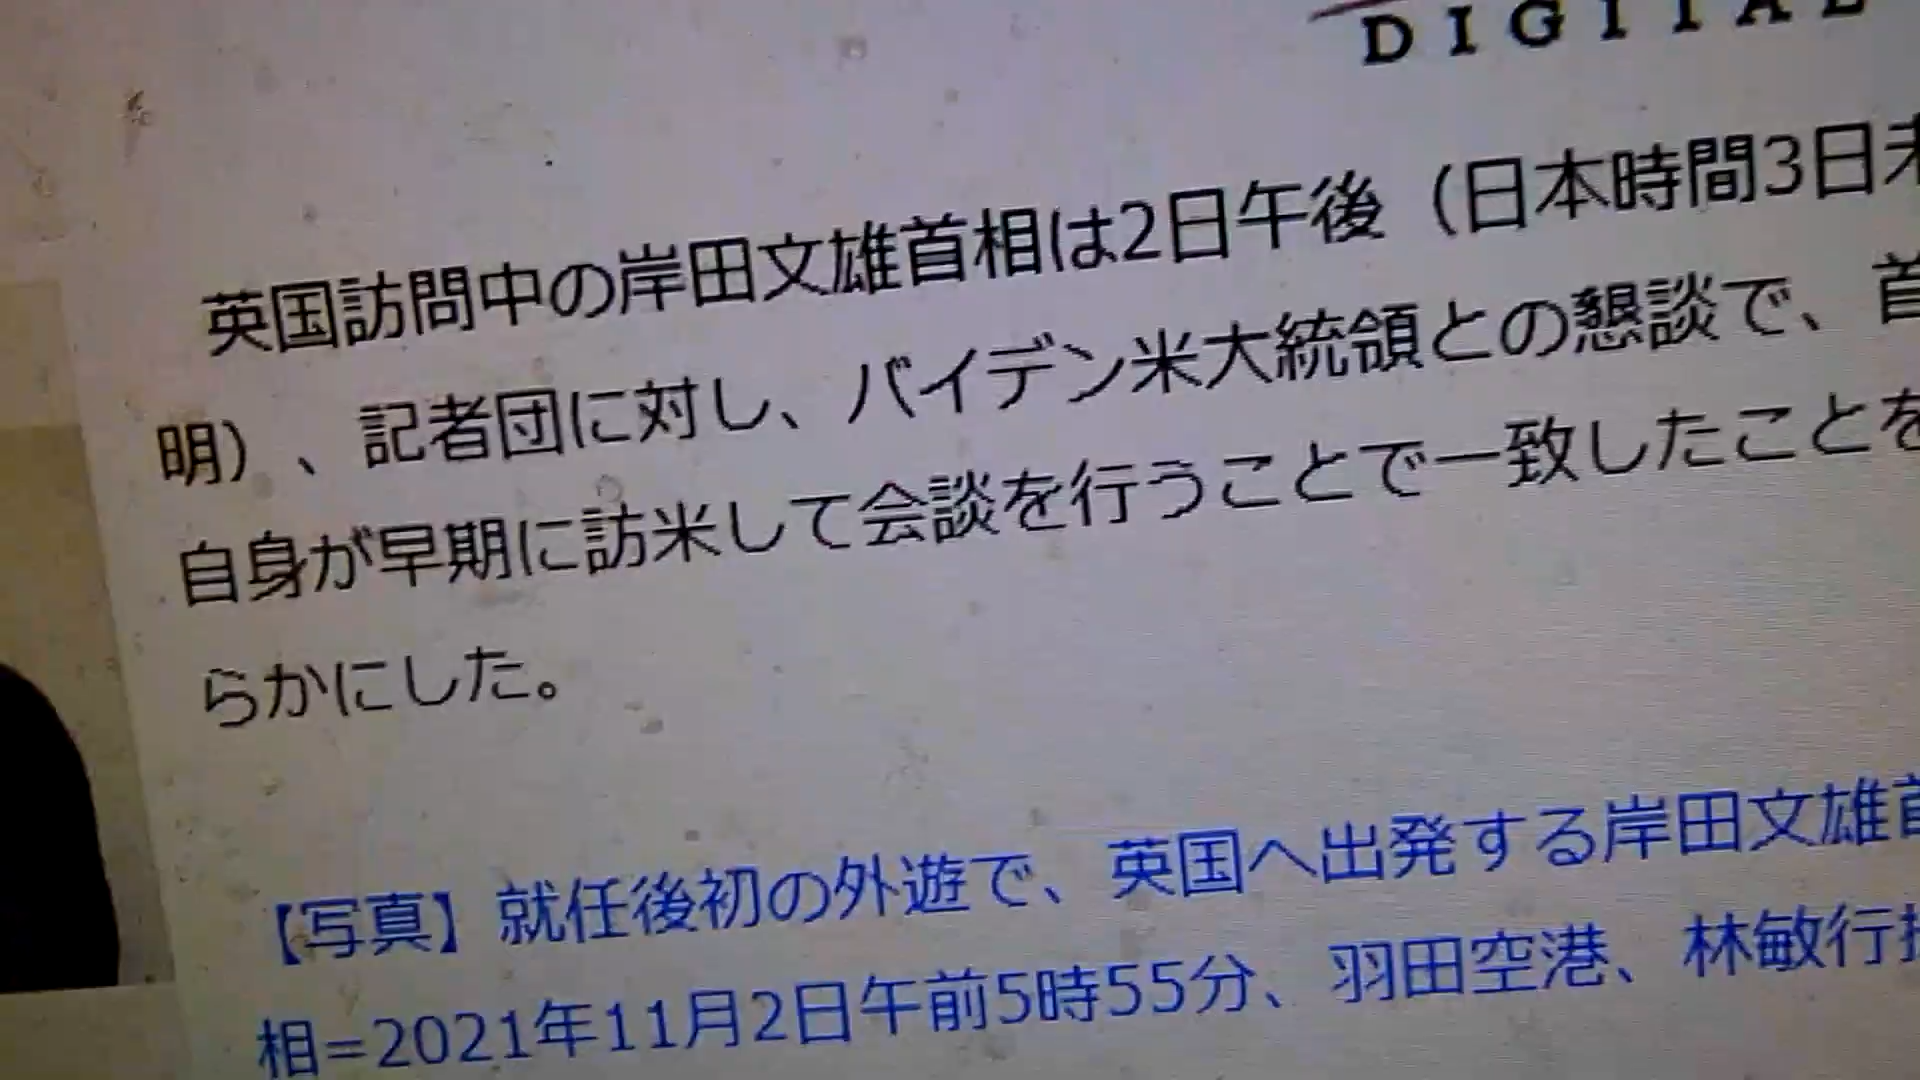 DIGITAL
英国訪問中の岸田文雄首相は2日午後（日本時間3日未
明）、記者団に対し、バイデン米大統領との懇談で、首
自身が早期に訪米して会談を行うことで一致したことを
らかにした。
【写真】就任後初の外遊で、英国へ出発する岸田文雄首
相=2021年11月2日午前5時55分、羽田空港、林敏行撮